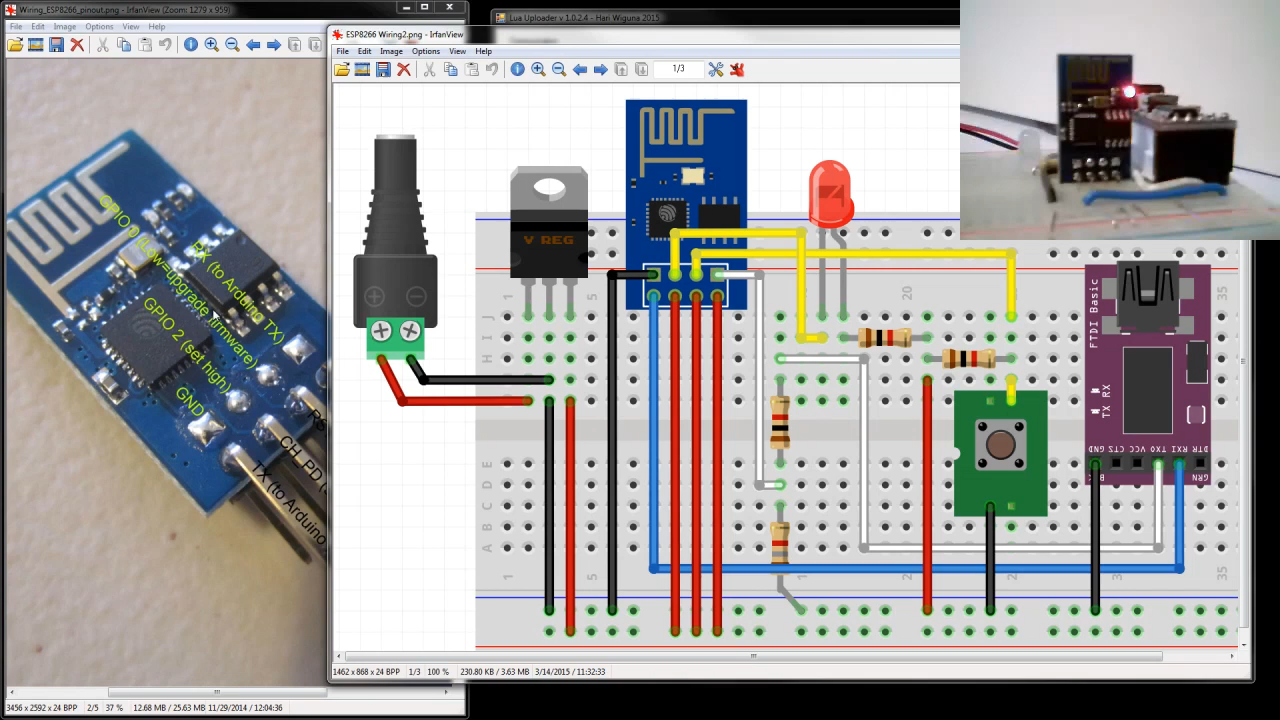 Wiring_ESP8266_pinout.png - IrfanView (Zoom: 1279 x 959)
File Edit Image Options View Help
GPIO 0 (Low=upgrade firmware)
RX (to Arduino TX)
GPIO 2 (set high)
GND
CH_PD
TX (to Arduino
3456 x 2592 x 24 BPP 2/5 37 % 12.68 MB / 25.63 MB 11/29/2014 / 12:04:36
Lua Uploader v 1.0.2.4 - Hari Wiguna 2015
ESP8266 Wiring2.png - IrfanView
File Edit Image Options View Help
1/3
V REG
1 5 20 35
J
H
E
D
C
B
A
1 5 20 35
FTDI Basic
TX RX
GND CTS VCC TXO RXI DTR
GRN
1462 x 868 x 24 BPP 1/3 100 % 230.80 KB / 3.63 MB 3/14/2015 / 11:32:33